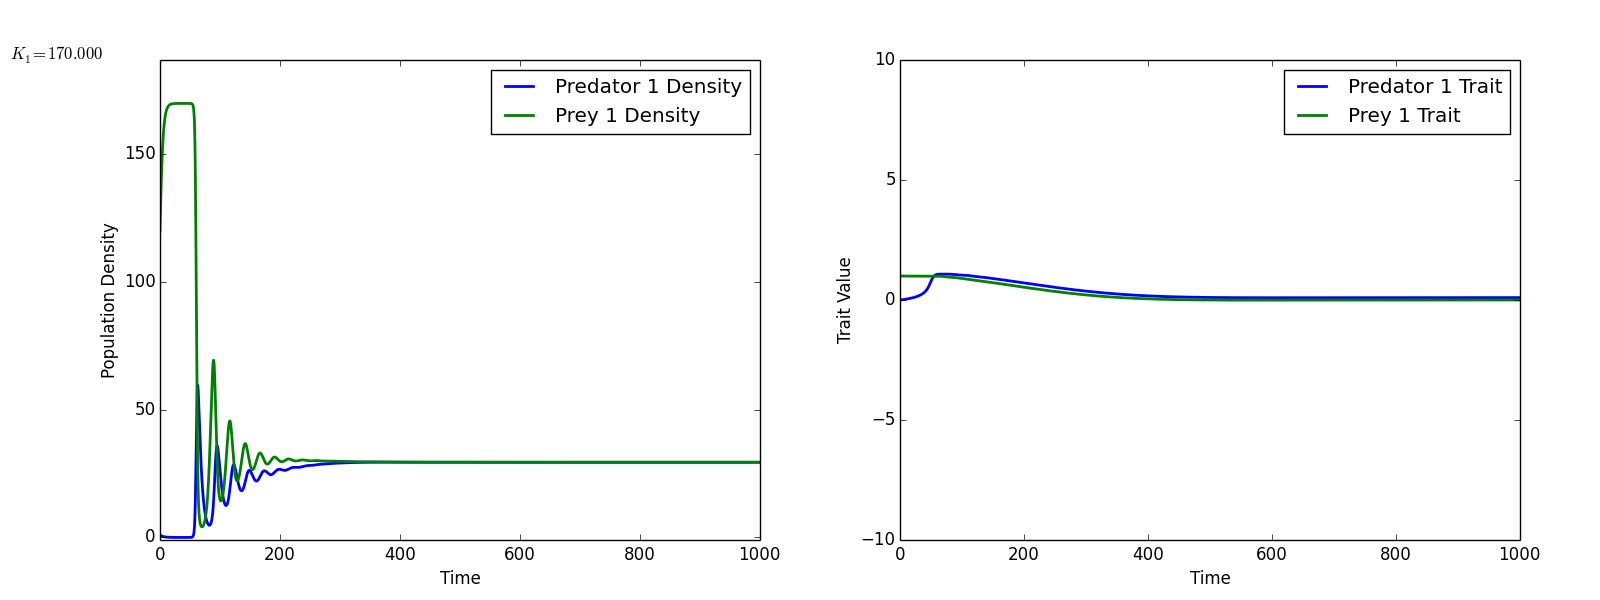 K₁=170.000
Predator 1 Density
Prey 1 Density
Population Density
150
100
50
0
0 200 400 600 800 1000
Time
Predator 1 Trait
Prey 1 Trait
Trait Value
10
5
0
−5
−10
0 200 400 600 800 1000
Time